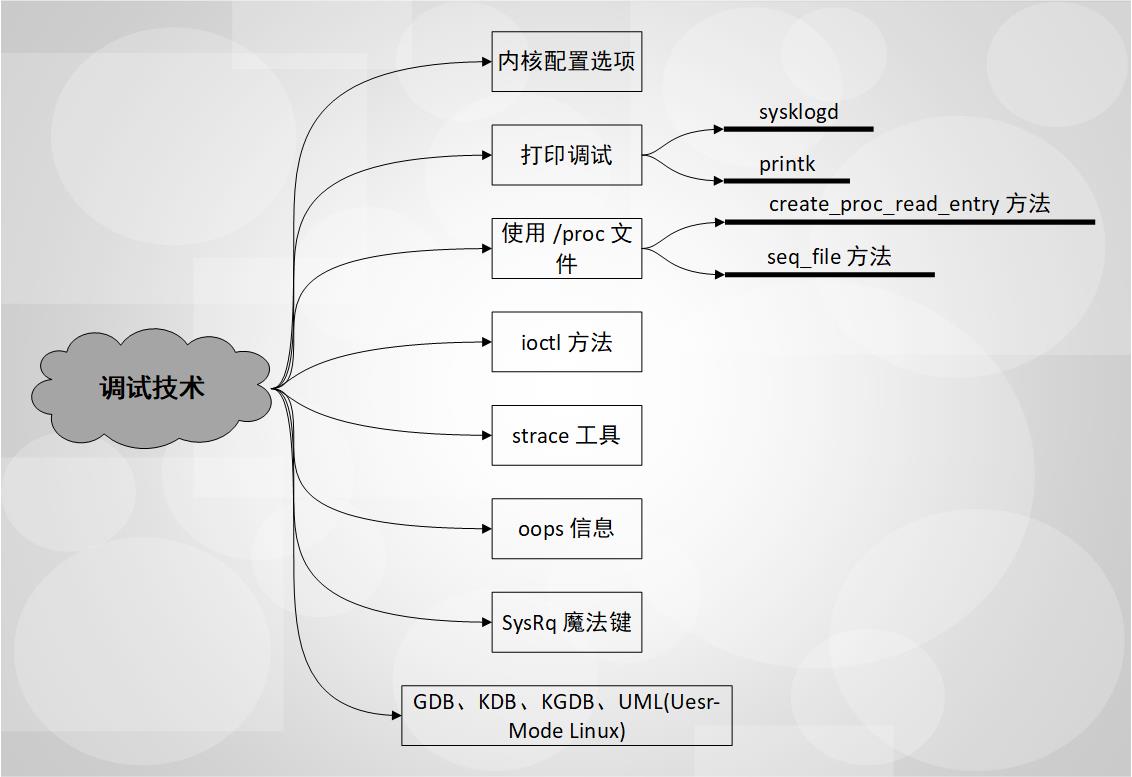 内核配置选项
sysklogd
打印调试
printk
create_proc_read_entry 方法
使用 /proc 文
件
seq_file 方法
ioctl 方法
调试技术
strace 工具
oops 信息
SysRq 魔法键
GDB、KDB、KGDB、UML(Uesr-
Mode Linux)